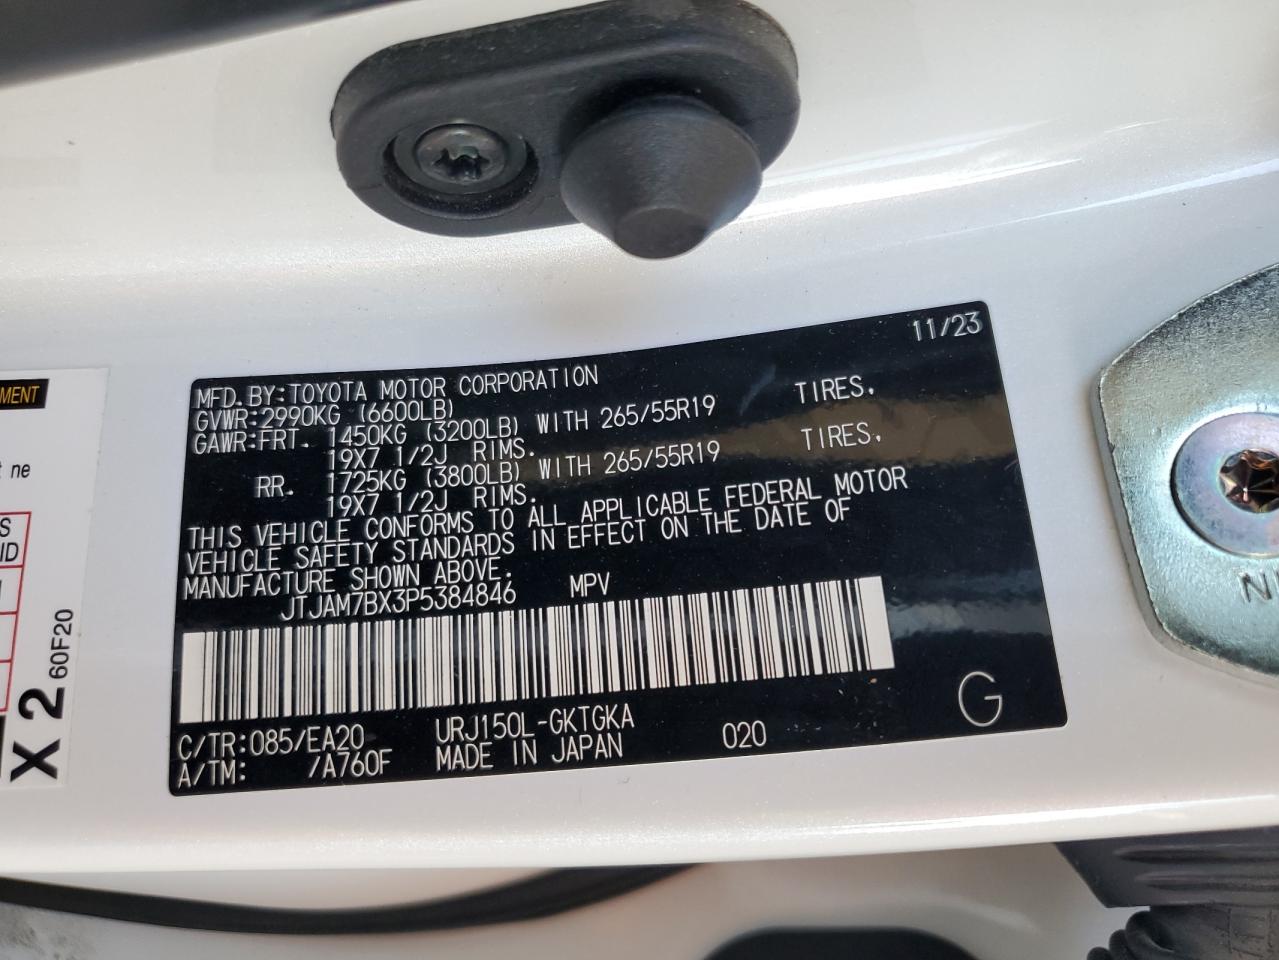 11/23
MFD. BY:TOYOTA MOTOR CORPORATION
GVWR:2990KG (6600LB)
GAWR:FRT. 1450KG (3200LB) WITH 265/55R19 TIRES.
19X7 1/2J RIMS.
RR. 1725KG (3800LB) WITH 265/55R19 TIRES.
19X7 1/2J RIMS.
THIS VEHICLE CONFORMS TO ALL APPLICABLE FEDERAL MOTOR
VEHICLE SAFETY STANDARDS IN EFFECT ON THE DATE OF
MANUFACTURE SHOWN ABOVE.
JTJAM7BX3P5384846 MPV
C/TR:085/EA20 URJ150L-GKTGKA
A/TM: /A760F MADE IN JAPAN 020 G
MENT
t ne
S
ID
X 2 60F20